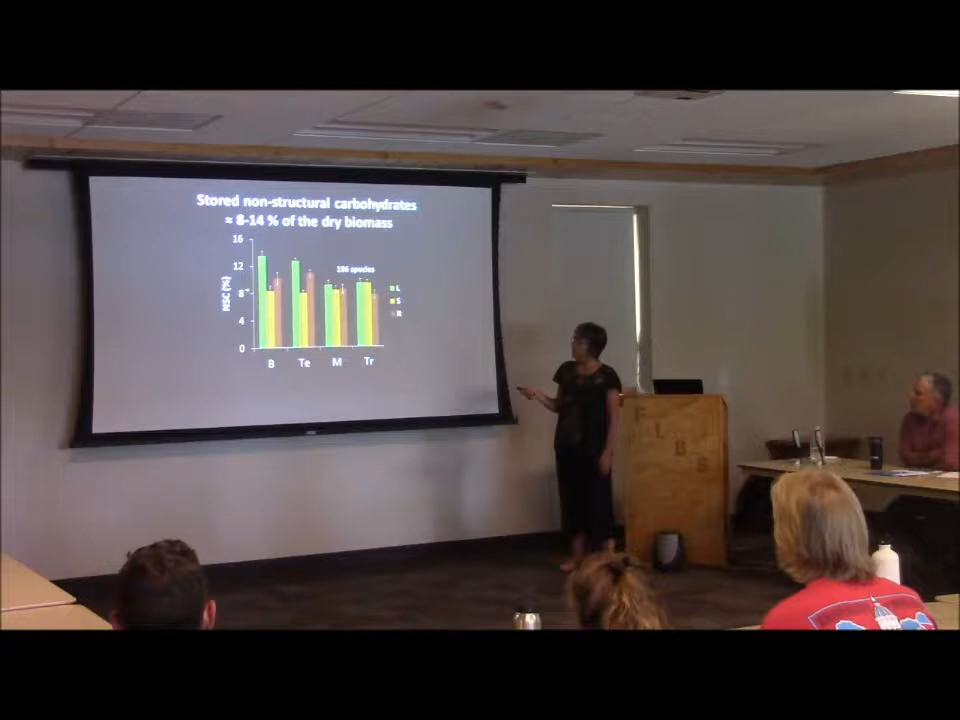 Stored non-structural carbohydrates
≈ 8-14 % of the dry biomass
16
12
8
4
0
NSC (%)
186 species
L
S
R
B Te M Tr
F
L
B
S